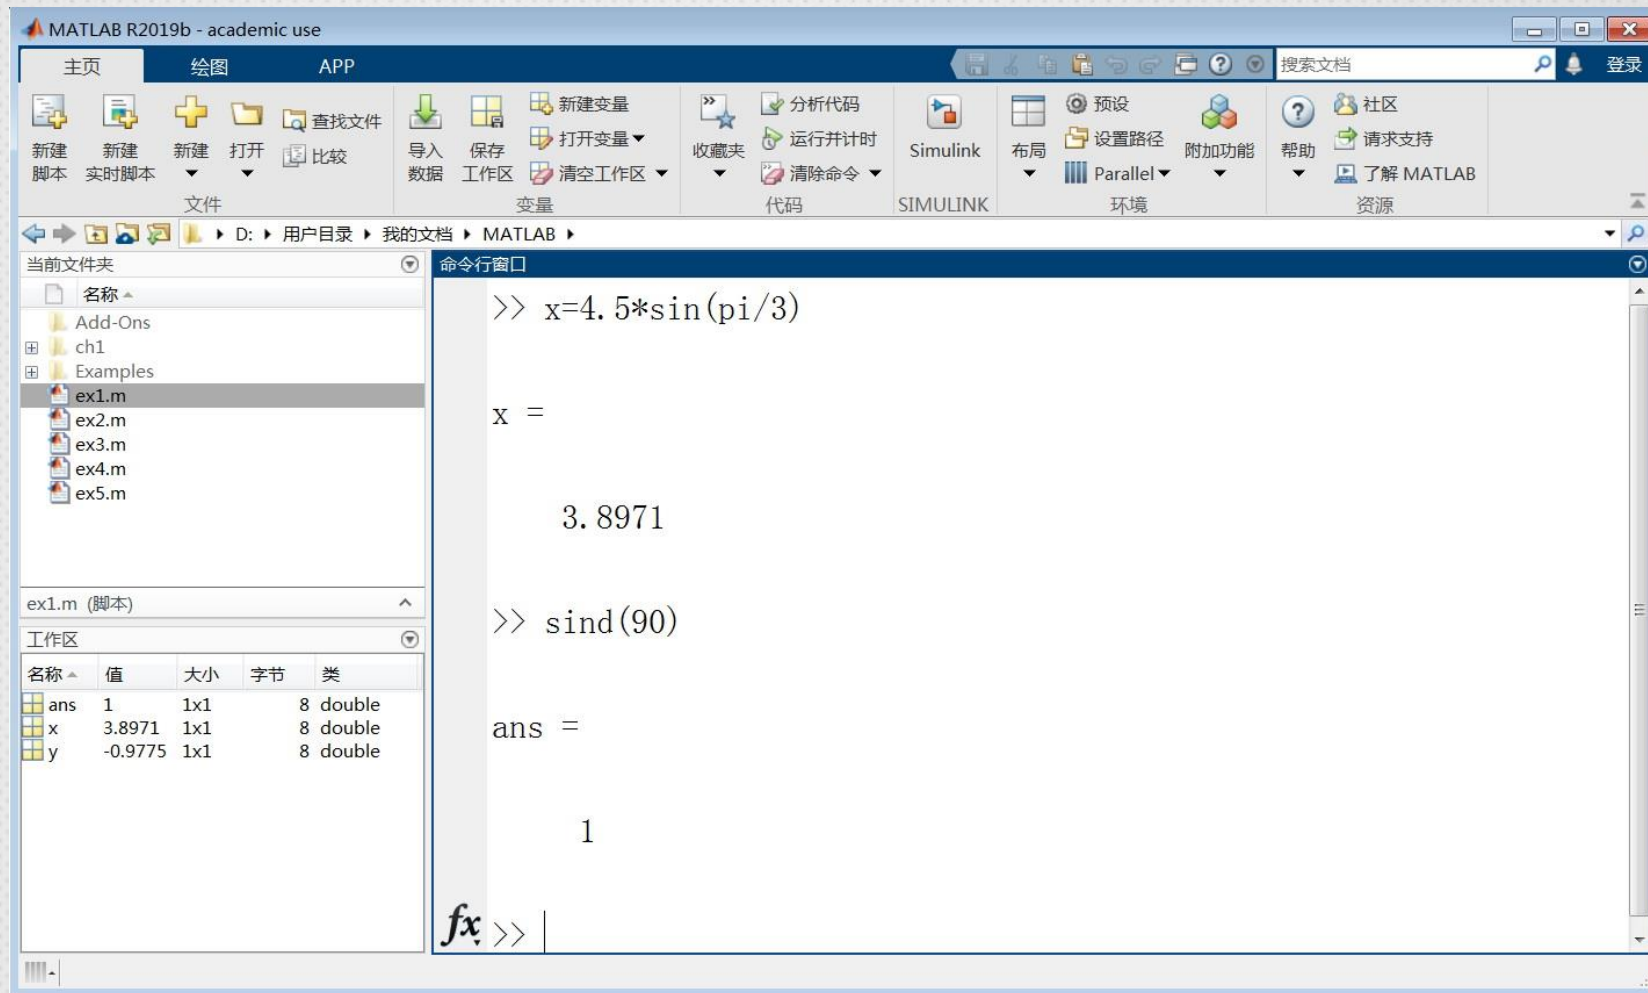 MATLAB R2019b - academic use
主页 绘图 APP 搜索文档 登录
新建脚本 新建实时脚本 新建 打开 查找文件 比较
文件
导入数据 保存工作区 新建变量 打开变量 清空工作区
变量
收藏夹 分析代码 运行并计时 清除命令
代码
Simulink
SIMULINK
布局 预设 设置路径 Parallel 附加功能
环境
帮助 社区 请求支持 了解 MATLAB
资源
D: 用户目录 我的文档 MATLAB
当前文件夹
名称
Add-Ons
ch1
Examples
ex1.m
ex2.m
ex3.m
ex4.m
ex5.m
ex1.m (脚本)
工作区
名称 值 大小 字节 类
ans 1 1x1 8 double
x 3.8971 1x1 8 double
y -0.9775 1x1 8 double
命令行窗口
>> x=4.5*sin(pi/3)
x =
3.8971
>> sind(90)
ans =
1
fx >>